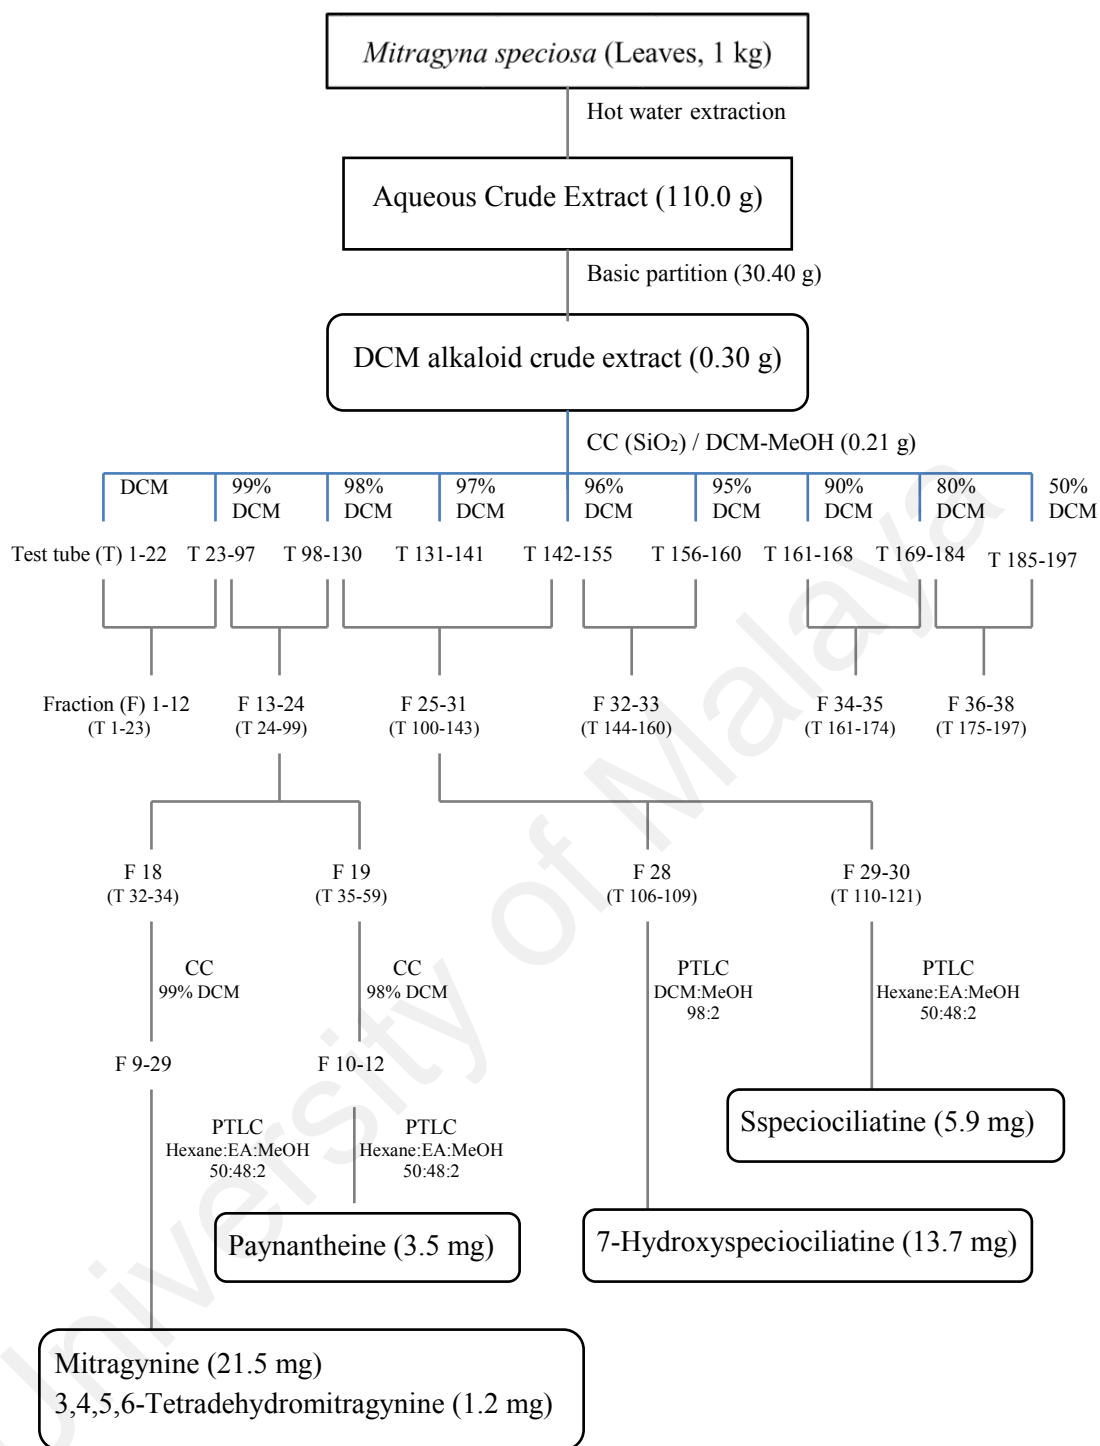 Mitragyna speciosa (Leaves, 1 kg)
Hot water extraction
Aqueous Crude Extract (110.0 g)
Basic partition (30.40 g)
DCM alkaloid crude extract (0.30 g)
CC (SiO₂) / DCM-MeOH (0.21 g)
DCM
99%
DCM
98%
DCM
97%
DCM
96%
DCM
95%
DCM
90%
DCM
80%
DCM
50%
DCM
Test tube (T) 1-22
T 23-97
T 98-130
T 131-141
T 142-155
T 156-160
T 161-168
T 169-184
T 185-197
Fraction (F) 1-12
(T 1-23)
F 13-24
(T 24-99)
F 25-31
(T 100-143)
F 32-33
(T 144-160)
F 34-35
(T 161-174)
F 36-38
(T 175-197)
F 18
(T 32-34)
F 19
(T 35-59)
F 28
(T 106-109)
F 29-30
(T 110-121)
CC
99% DCM
CC
98% DCM
PTLC
DCM:MeOH
98:2
PTLC
Hexane:EA:MeOH
50:48:2
F 9-29
F 10-12
PTLC
Hexane:EA:MeOH
50:48:2
PTLC
Hexane:EA:MeOH
50:48:2
Sspeciociliatine (5.9 mg)
Paynantheine (3.5 mg)
7-Hydroxyspeciociliatine (13.7 mg)
Mitragynine (21.5 mg)
3,4,5,6-Tetradehydromitragynine (1.2 mg)
University of Malaya